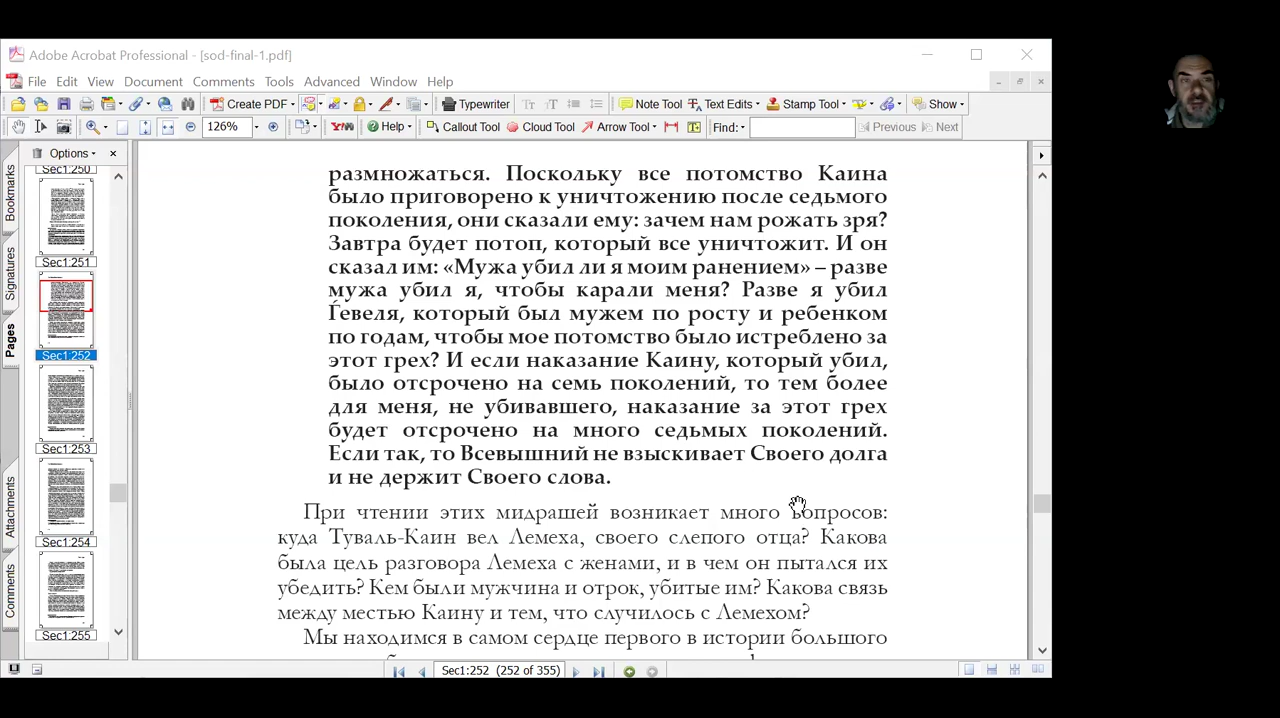 Adobe Acrobat Professional - [sod-final-1.pdf]
File Edit View Document Comments Tools Advanced Window Help
Create PDF Typewriter Note Tool Text Edits Stamp Tool Show
126% Help Callout Tool Cloud Tool Arrow Tool Find: Previous Next
Options
Bookmarks
Signatures
Pages
Attachments
Comments
Sec1:250
Sec1:251
Sec1:252
Sec1:253
Sec1:254
Sec1:255
размножаться. Поскольку все потомство Каина
было приговорено к уничтожению после седьмого
поколения, они сказали ему: зачем нам рожать зря?
Завтра будет потоп, который все уничтожит. И он
сказал им: «Мужа убил ли я моим ранением» – разве
мужа убил я, чтобы карали меня? Разве я убил
Ѓевеля, который был мужем по росту и ребенком
по годам, чтобы мое потомство было истреблено за
этот грех? И если наказание Каину, который убил,
было отсрочено на семь поколений, то тем более
для меня, не убивавшего, наказание за этот грех
будет отсрочено на много седьмых поколений.
Если так, то Всевышний не взыскивает Своего долга
и не держит Своего слова.
При чтении этих мидрашей возникает много вопросов:
куда Туваль-Каин вел Лемеха, своего слепого отца? Какова
была цель разговора Лемеха с женами, и в чем он пытался их
убедить? Кем были мужчина и отрок, убитые им? Какова связь
между местью Каину и тем, что случилось с Лемехом?
Мы находимся в самом сердце первого в истории большого
Sec1:252 (252 of 355)